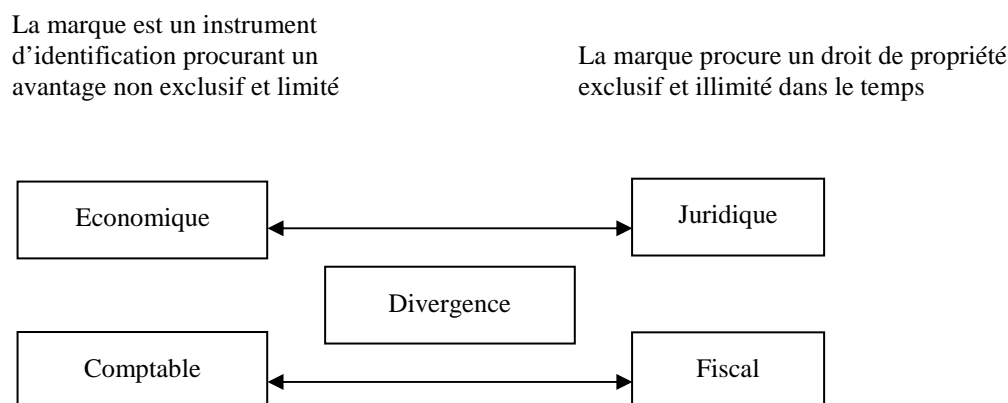 La marque est un instrument
d’identification procurant un
avantage non exclusif et limité
La marque procure un droit de propriété
exclusif et illimité dans le temps
Economique
Juridique
Divergence
Comptable
Fiscal